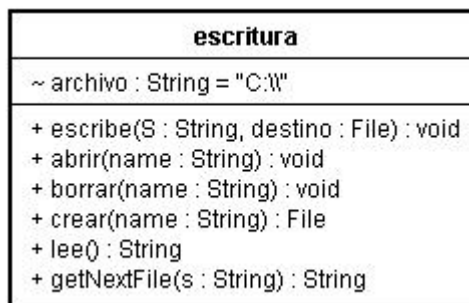 escritura
~ archivo : String = "C:\\"
+ escribe(S : String, destino : File) : void
+ abrir(name : String) : void
+ borrar(name : String) : void
+ crear(name : String) : File
+ lee() : String
+ getNextFile(s : String) : String